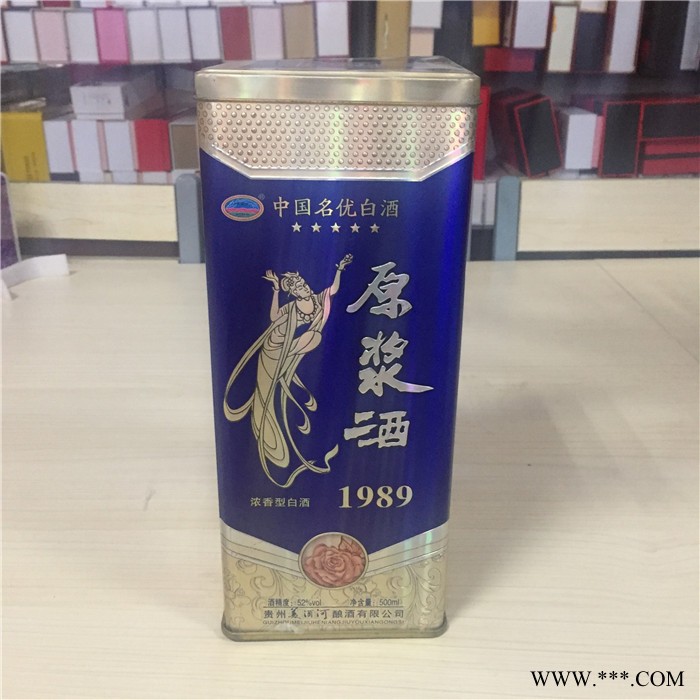 中国名优白酒
原
浆
酒
1989
浓香型白酒
酒精度:52%vol 净含量:500ml
贵州 酿酒有限公司
WWW.***.COM